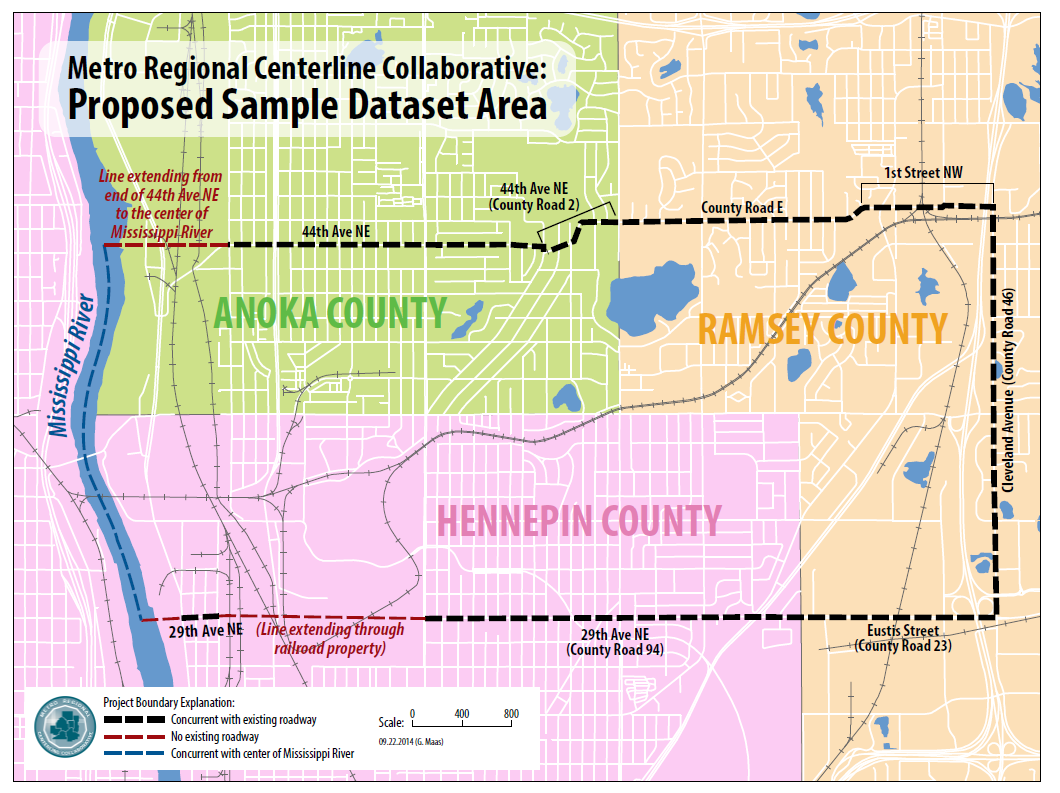 Metro Regional Centerline Collaborative:
Proposed Sample Dataset Area
Line extending from
end of 44th Ave NE
to the center of
Mississippi River
44th Ave NE
44th Ave NE
(County Road 2)
County Road E
1st Street NW
ANOKA COUNTY
RAMSEY COUNTY
Mississippi River
Cleveland Avenue (County Road 46)
HENNEPIN COUNTY
29th Ave NE
(Line extending through
railroad property)
29th Ave NE
(County Road 94)
Eustis Street
(County Road 23)
METRO REGIONAL
CENTERLINE COLLABORATIVE
Project Boundary Explanation:
Concurrent with existing roadway
No existing roadway
Concurrent with center of Mississippi River
Scale:
0 400 800
09.22.2014 (G. Maas)